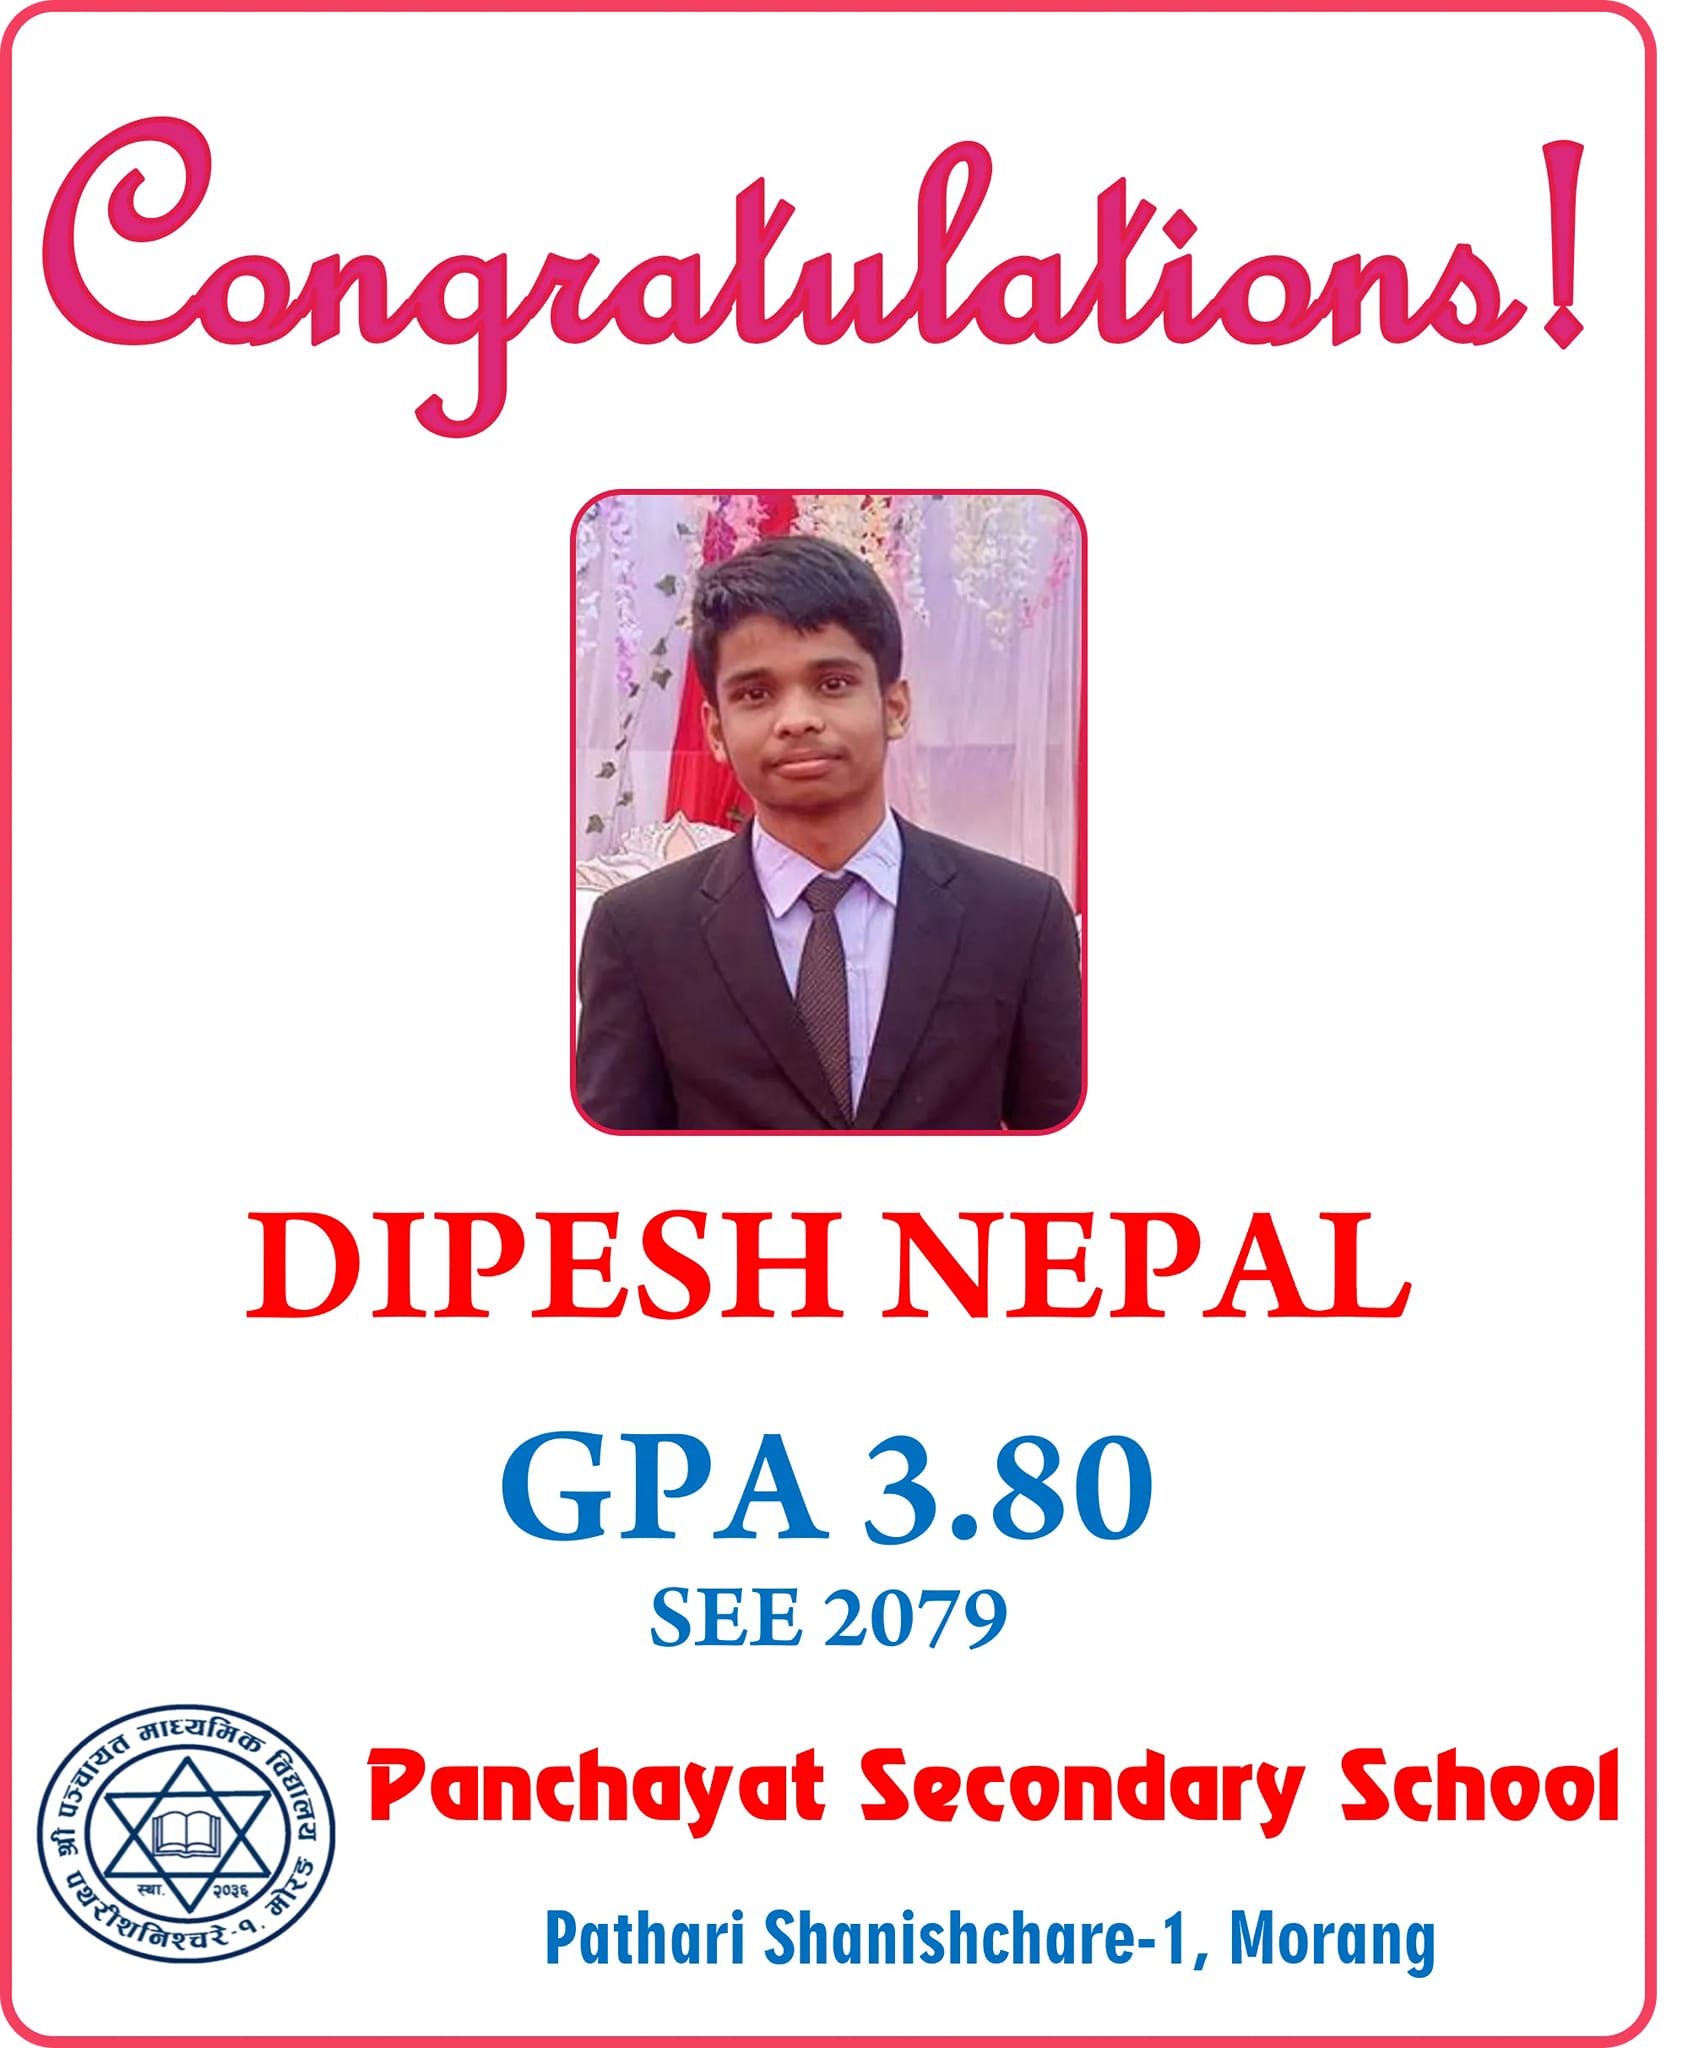 Congratulations!
DIPESH NEPAL
GPA 3.80
SEE 2079
श्री पञ्चायत माध्यमिक विद्यालय
स्था. २०३६
पथरीशनिश्चरे-१, मोरङ
Panchayat Secondary School
Pathari Shanishchare-1, Morang